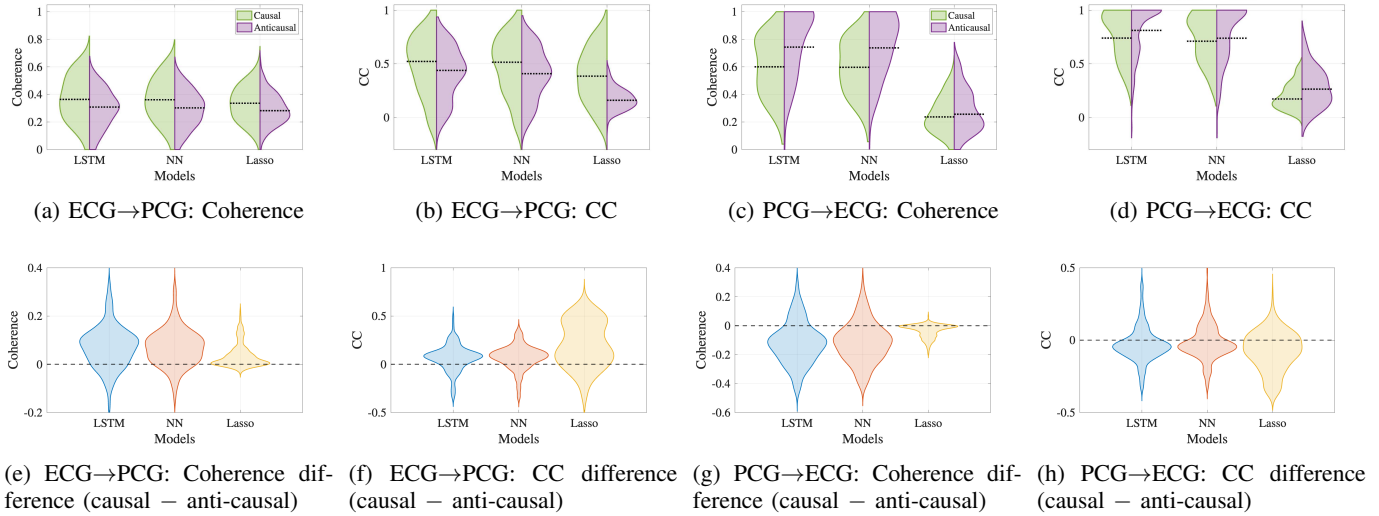 Causal
Anticausal
Coherence
1
0.8
0.6
0.4
0.2
0
LSTM
NN
Lasso
Models
(a) ECG→PCG: Coherence
CC
1
0.5
0
LSTM
NN
Lasso
Models
(b) ECG→PCG: CC
Causal
Anticausal
Coherence
1
0.8
0.6
0.4
0.2
0
LSTM
NN
Lasso
Models
(c) PCG→ECG: Coherence
CC
1
0.5
0
LSTM
NN
Lasso
Models
(d) PCG→ECG: CC
Coherence
0.4
0.2
0
-0.2
LSTM
NN
Lasso
Models
(e) ECG→PCG: Coherence dif-
ference (causal − anti-causal)
CC
1
0.5
0
-0.5
LSTM
NN
Lasso
Models
(f) ECG→PCG: CC difference
(causal − anti-causal)
Coherence
0.4
0.2
0
-0.2
-0.4
-0.6
LSTM
NN
Lasso
Models
(g) PCG→ECG: Coherence dif-
ference (causal − anti-causal)
CC
0.5
0
-0.5
LSTM
NN
Lasso
Models
(h) PCG→ECG: CC difference
(causal − anti-causal)